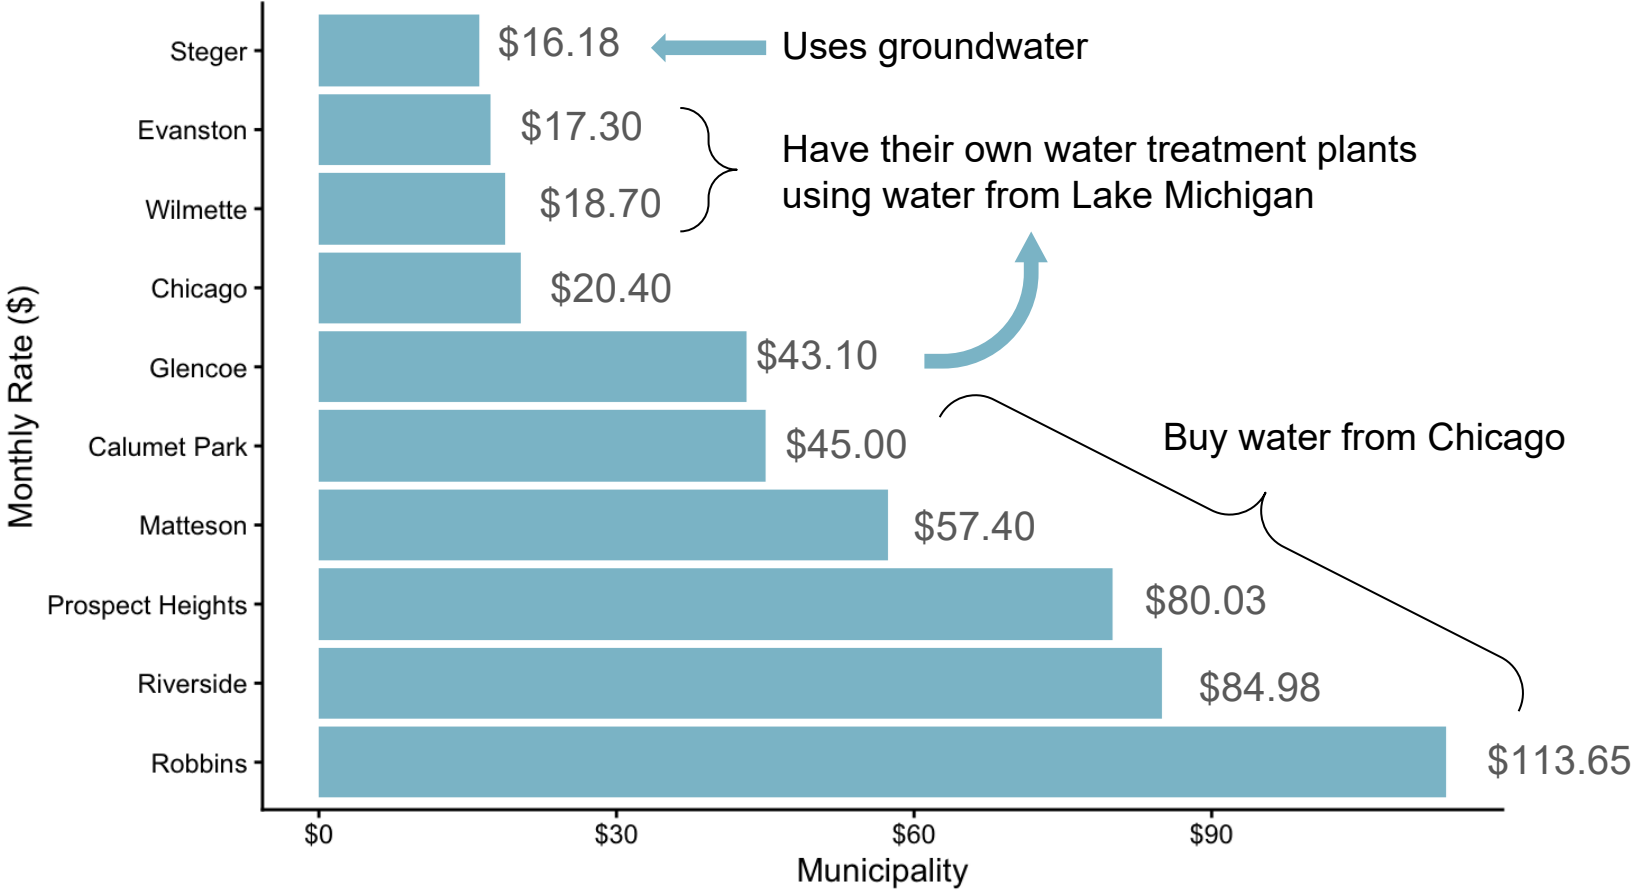 Steger
$16.18
Uses groundwater
Evanston
$17.30
Have their own water treatment plants
using water from Lake Michigan
Wilmette
$18.70
Chicago
$20.40
Glencoe
$43.10
Calumet Park
$45.00
Buy water from Chicago
Matteson
$57.40
Prospect Heights
$80.03
Riverside
$84.98
Robbins
$113.65
Monthly Rate ($)
$0
$30
$60
$90
Municipality